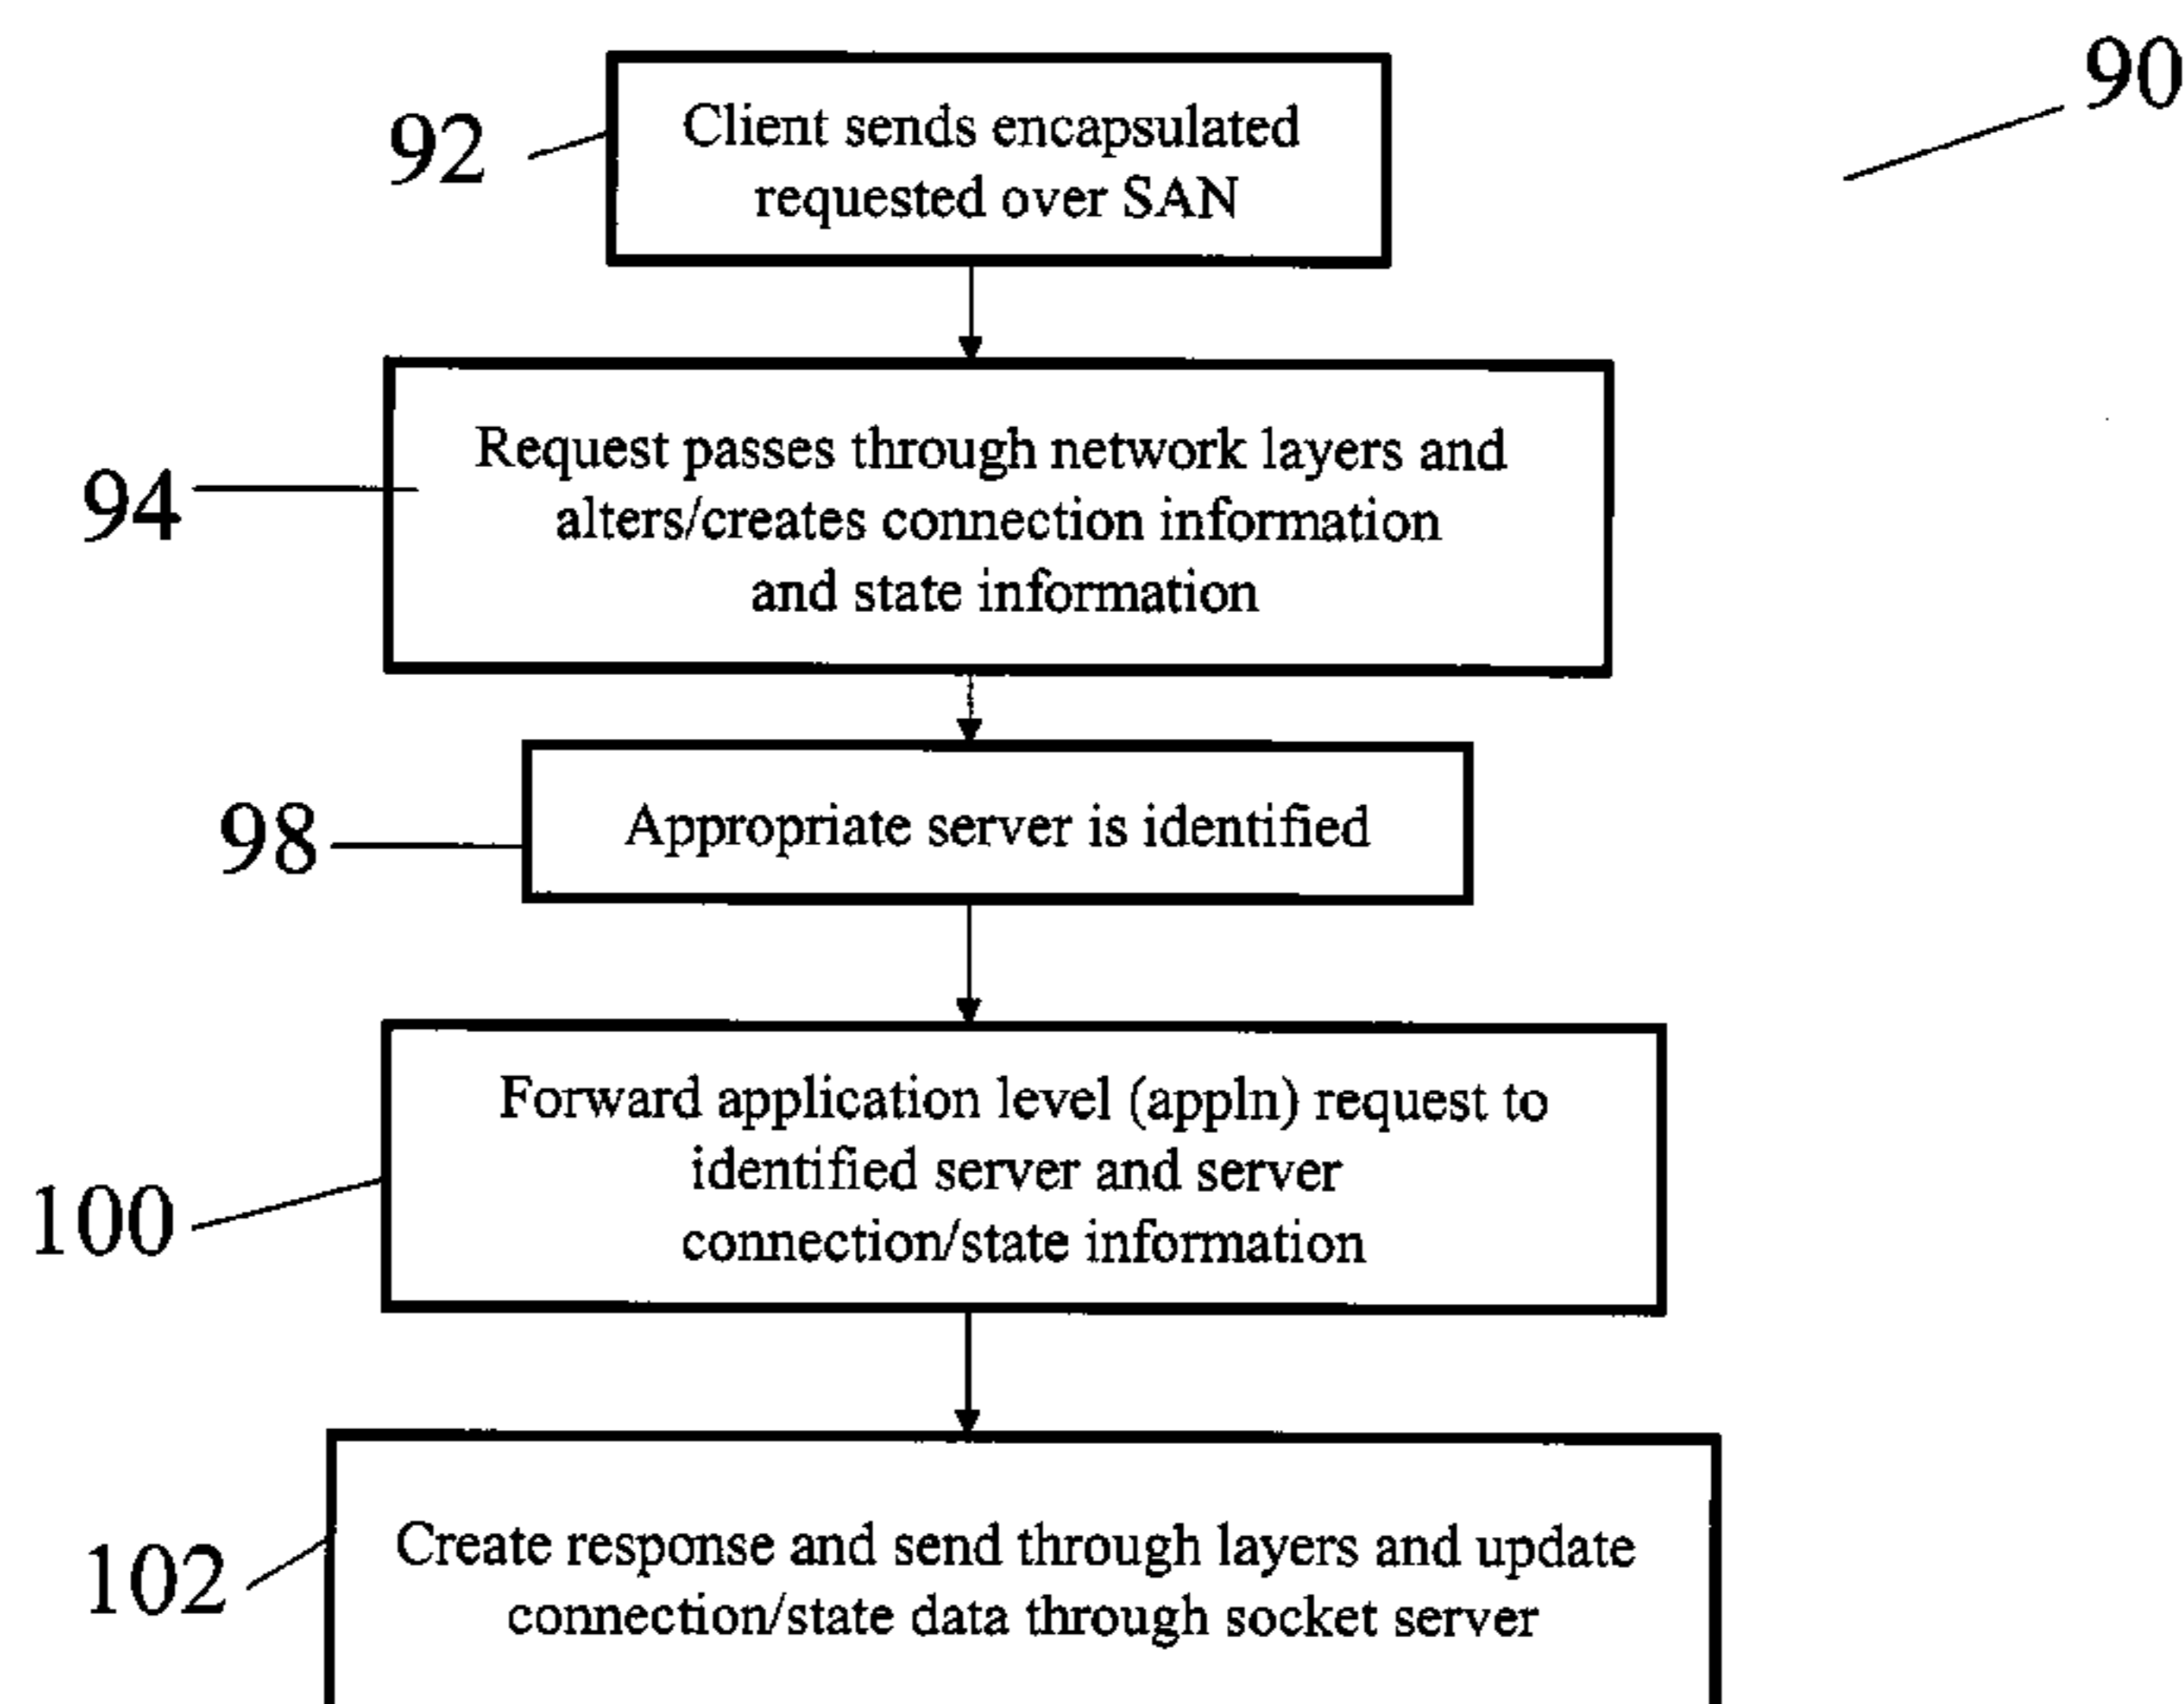 90
92
Client sends encapsulated
requested over SAN
94
Request passes through network layers and
alters/creates connection information
and state information
98
Appropriate server is identified
100
Forward application level (appln) request to
identified server and server
connection/state information
102
Create response and send through layers and update
connection/state data through socket server